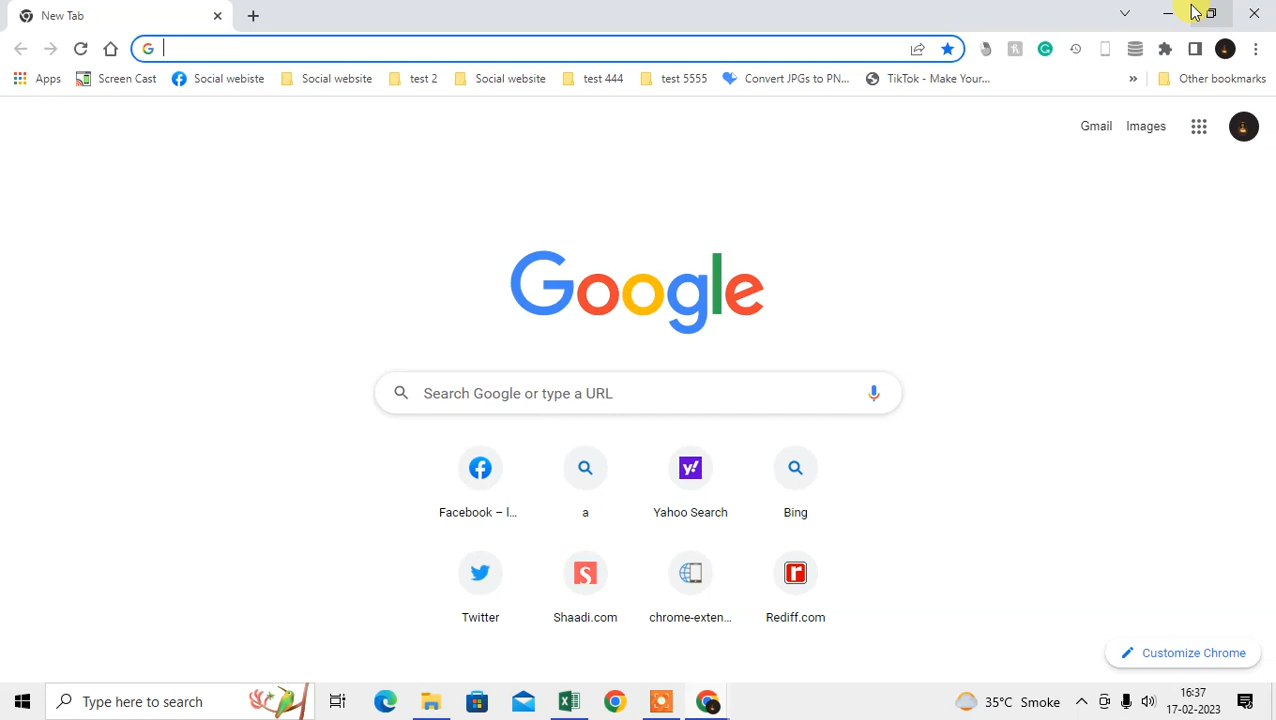 New Tab
Apps Screen Cast Social webiste Social website test 2 Social website test 444 test 5555 Convert JPGs to PN... TikTok - Make Your... » Other bookmarks
Gmail Images
Google
Search Google or type a URL
Facebook – l... a Yahoo Search Bing
Twitter Shaadi.com chrome-exten... Rediff.com
Customize Chrome
Type here to search 35°C Smoke 16:37
17-02-2023